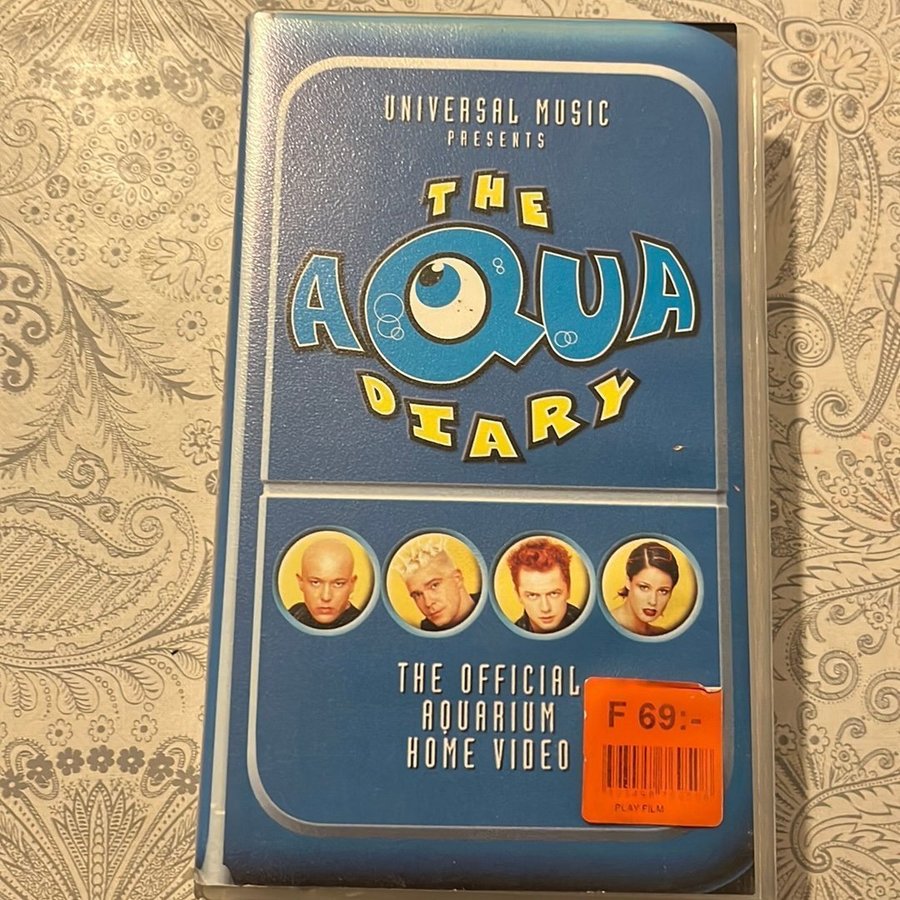 UNIVERSAL MUSIC
PRESENTS
THE
AQUA
DIARY
THE OFFICIAL
AQUARIUM
HOME VIDEO
F 69:-
PLAY FILM